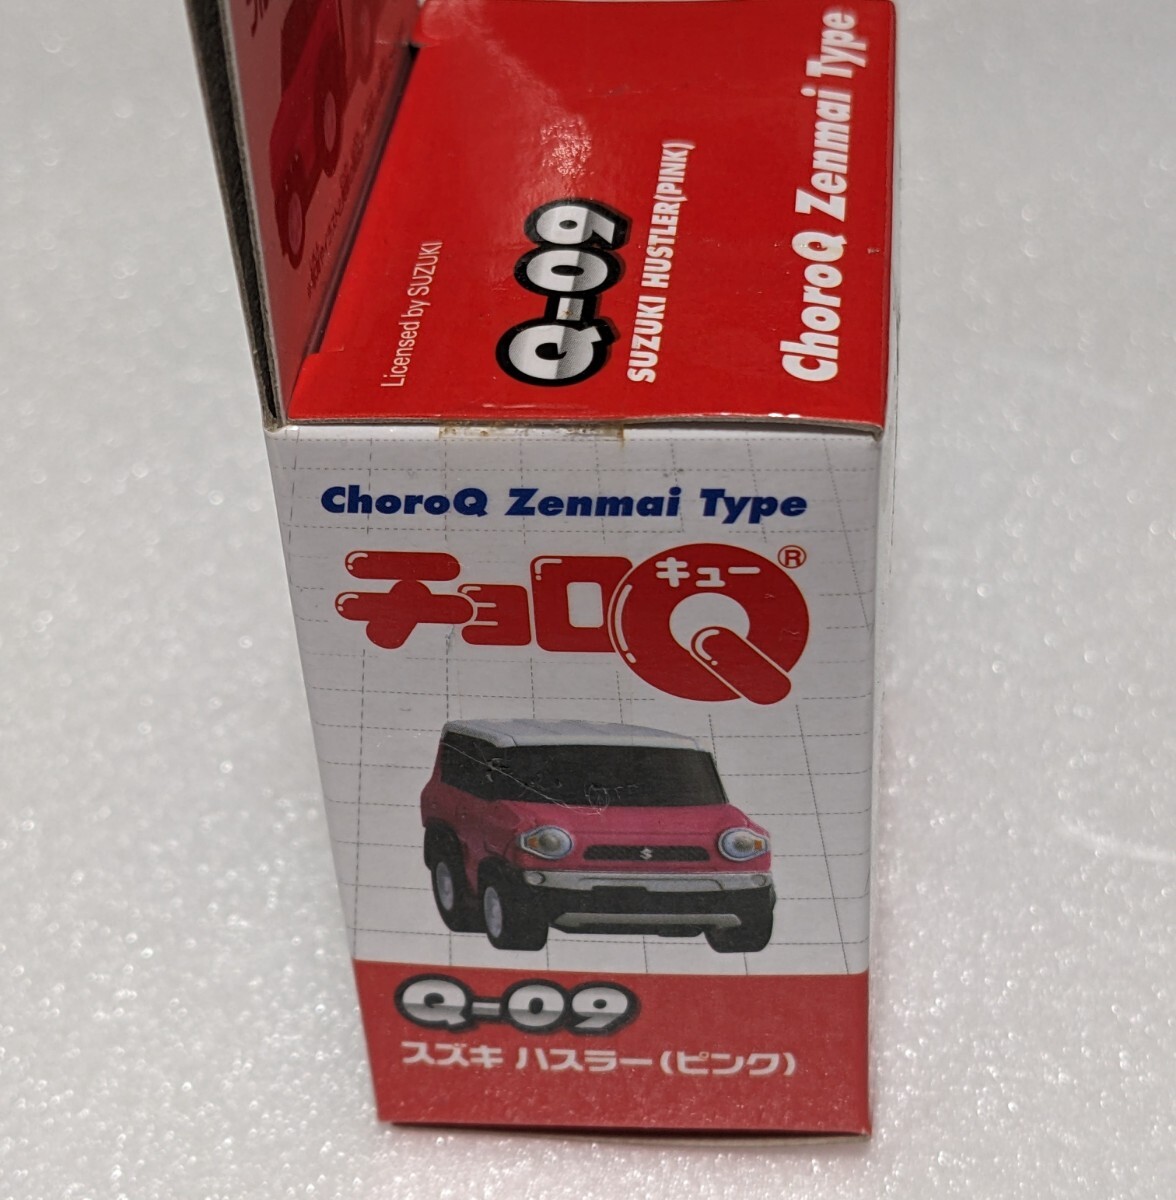 Licensed by SUZUKI
Q-09
SUZUKI HUSTLER(PINK)
ChoroQ Zenmai Type
ChoroQ Zenmai Type
チョロQ®
キュー
Q-09
スズキ ハスラー(ピンク)